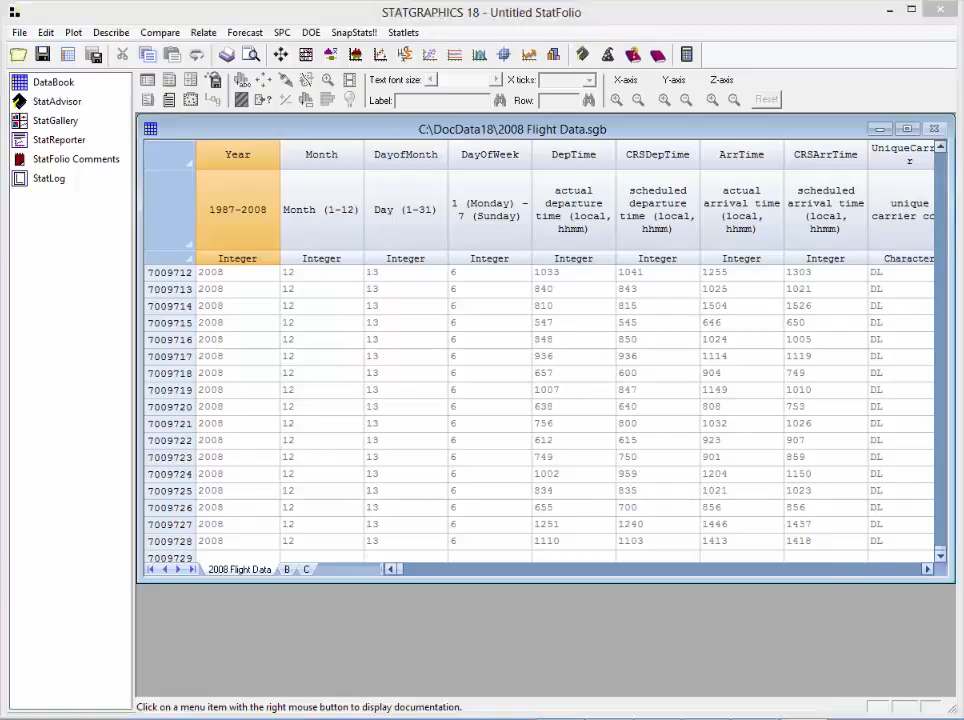 STATGRAPHICS 18 - Untitled StatFolio
File Edit Plot Describe Compare Relate Forecast SPC DOE SnapStats!! Statlets
Text font size: X ticks: X-axis Y-axis Z-axis
Label: Row: Reset
DataBook
StatAdvisor
StatGallery
StatReporter
StatFolio Comments
StatLog
C:\DocData18\2008 Flight Data.sgb
Year Month DayofMonth DayOfWeek DepTime CRSDepTime ArrTime CRSArrTime UniqueCarr
r
1987-2008 Month (1-12) Day (1-31) 1 (Monday) - 7 (Sunday) actual departure time (local, hhmm) scheduled departure time (local, hhmm) actual arrival time (local, hhmm) scheduled arrival time (local, hhmm) unique carrier co
Integer Integer Integer Integer Integer Integer Integer Integer Character
7009712 2008 12 13 6 1033 1041 1255 1303 DL
7009713 2008 12 13 6 840 843 1025 1021 DL
7009714 2008 12 13 6 810 815 1504 1526 DL
7009715 2008 12 13 6 547 545 646 650 DL
7009716 2008 12 13 6 848 850 1024 1005 DL
7009717 2008 12 13 6 936 936 1114 1119 DL
7009718 2008 12 13 6 657 600 904 749 DL
7009719 2008 12 13 6 1007 847 1149 1010 DL
7009720 2008 12 13 6 638 640 808 753 DL
7009721 2008 12 13 6 756 800 1032 1026 DL
7009722 2008 12 13 6 612 615 923 907 DL
7009723 2008 12 13 6 749 750 901 859 DL
7009724 2008 12 13 6 1002 959 1204 1150 DL
7009725 2008 12 13 6 834 835 1021 1023 DL
7009726 2008 12 13 6 655 700 856 856 DL
7009727 2008 12 13 6 1251 1240 1446 1437 DL
7009728 2008 12 13 6 1110 1103 1413 1418 DL
7009729
2008 Flight Data B C
Click on a menu item with the right mouse button to display documentation.